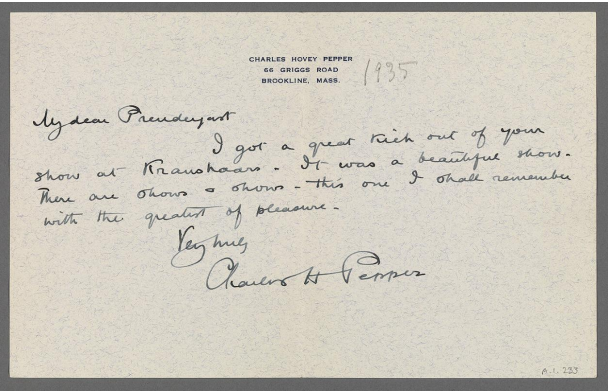 CHARLES HOVEY PEPPER
66 GRIGGS ROAD
BROOKLINE, MASS.
1935
My dear Prendergast
I got a great kick out of your
show at Kraushaars - It was a beautiful show.
There are shows & shows - this one I shall remember
with the greatest of pleasure -
Very truly
Charles H Pepper
A.1.233